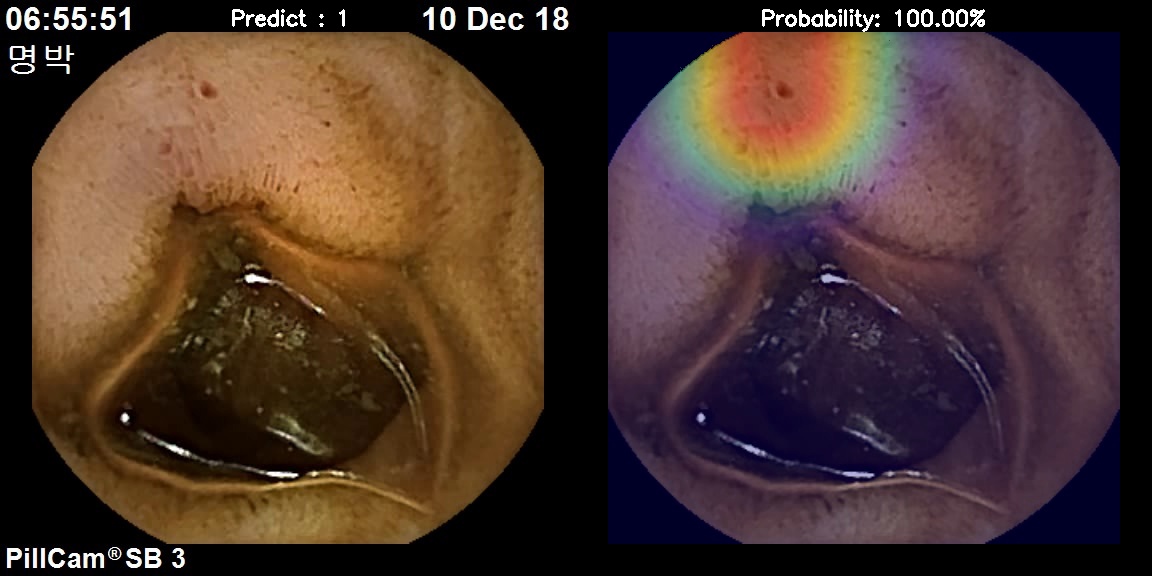 06:55:51
Predict : 1
10 Dec 18
Probability: 100.00%
명박
PillCam® SB 3